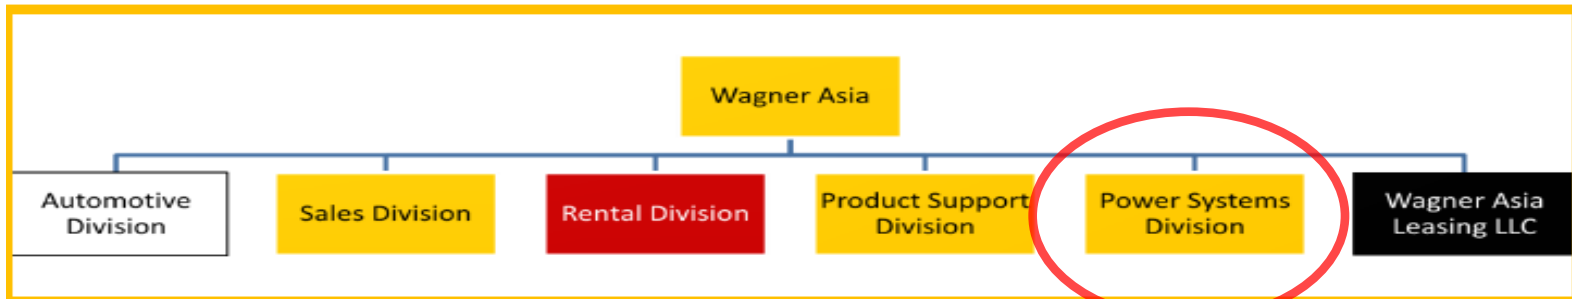 Wagner Asia
Automotive
Division
Sales Division
Rental Division
Product Support
Division
Power Systems
Division
Wagner Asia
Leasing LLC